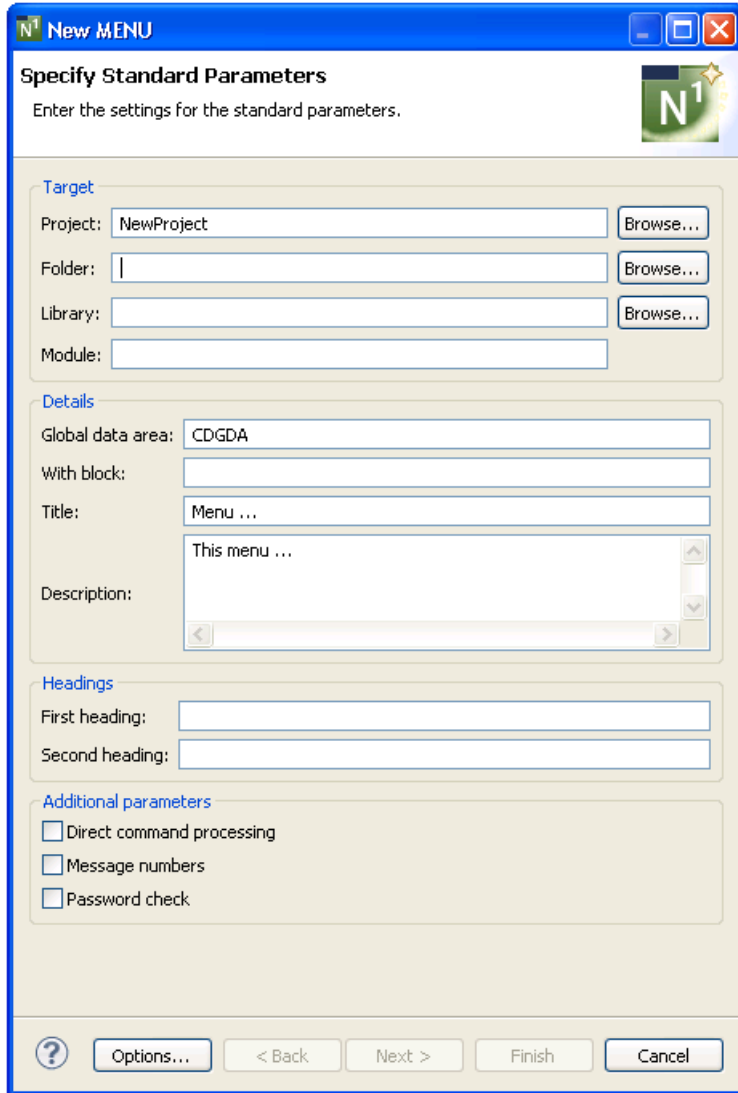 N1 New MENU
Specify Standard Parameters
Enter the settings for the standard parameters.
N1
Target
Project: NewProject Browse...
Folder: Browse...
Library: Browse...
Module:
Details
Global data area: CDGDA
With block:
Title: Menu ...
Description: This menu ...
Headings
First heading:
Second heading:
Additional parameters
Direct command processing
Message numbers
Password check
? Options... < Back Next > Finish Cancel